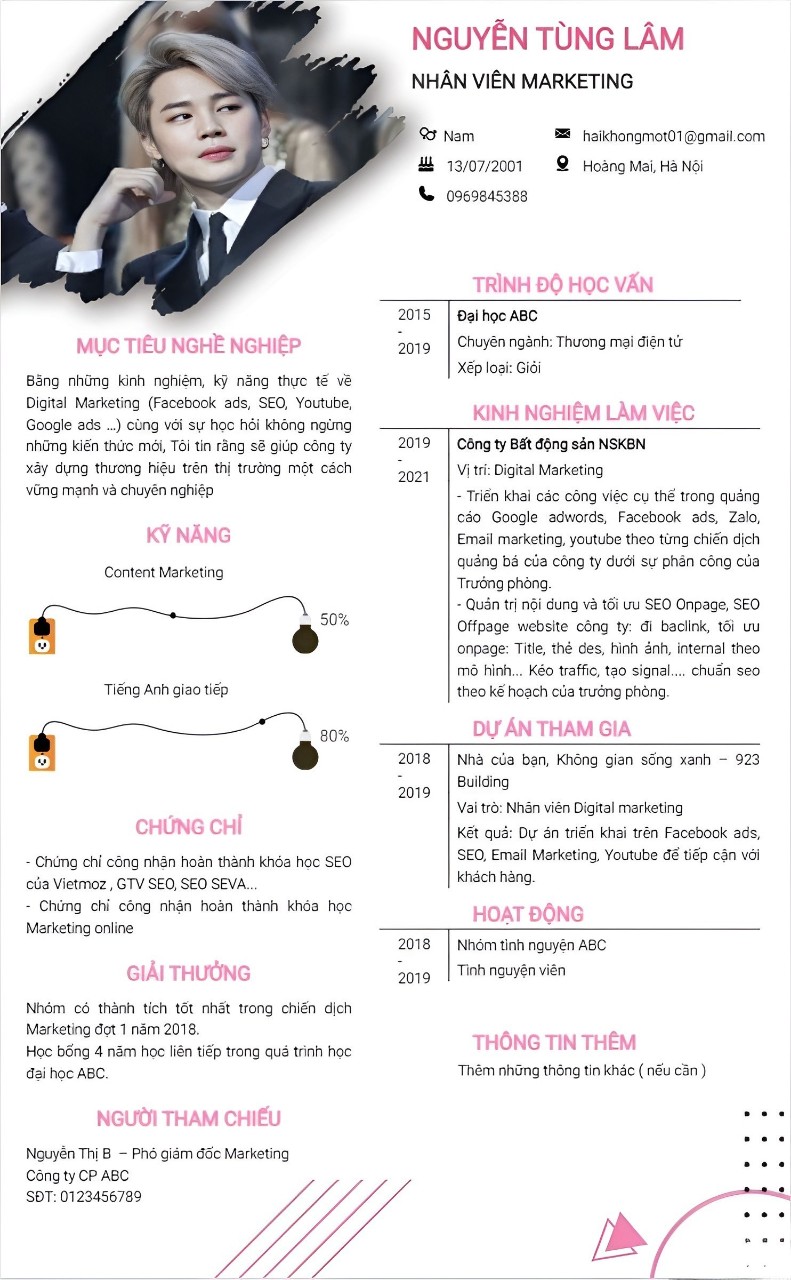 NGUYỄN TÙNG LÂM
NHÂN VIÊN MARKETING
Nam
haikhongmot01@gmail.com
13/07/2001
Hoàng Mai, Hà Nội
0969845388
MỤC TIÊU NGHỀ NGHIỆP
Bằng những kinh nghiệm, kỹ năng thực tế về
Digital Marketing (Facebook ads, SEO, Youtube,
Google ads ...) cùng với sự học hỏi không ngừng
những kiến thức mới, Tôi tin rằng sẽ giúp công ty
xây dựng thương hiệu trên thị trường một cách
vững mạnh và chuyên nghiệp
KỸ NĂNG
Content Marketing
50%
Tiếng Anh giao tiếp
80%
CHỨNG CHỈ
- Chứng chỉ công nhận hoàn thành khóa học SEO
của Vietmoz , GTV SEO, SEO SEVA...
- Chứng chỉ công nhận hoàn thành khóa học
Marketing online
GIẢI THƯỞNG
Nhóm có thành tích tốt nhất trong chiến dịch
Marketing đợt 1 năm 2018.
Học bổng 4 năm học liên tiếp trong quá trình học
đại học ABC.
NGƯỜI THAM CHIẾU
Nguyễn Thị B – Phó giám đốc Marketing
Công ty CP ABC
SĐT: 0123456789
TRÌNH ĐỘ HỌC VẤN
2015
-
2019
Đại học ABC
Chuyên ngành: Thương mại điện tử
Xếp loại: Giỏi
KINH NGHIỆM LÀM VIỆC
2019
-
2021
Công ty Bất động sản NSKBN
Vị trí: Digital Marketing
- Triển khai các công việc cụ thể trong quảng
cáo Google adwords, Facebook ads, Zalo,
Email marketing, youtube theo từng chiến dịch
quảng bá của công ty dưới sự phân công của
Trưởng phòng.
- Quản trị nội dung và tối ưu SEO Onpage, SEO
Offpage website công ty: đi baclink, tối ưu
onpage: Title, thẻ des, hình ảnh, internal theo
mô hình... Kéo traffic, tạo signal.... chuẩn seo
theo kế hoạch của trưởng phòng.
DỰ ÁN THAM GIA
2018
-
2019
Nhà của bạn, Không gian sống xanh – 923
Building
Vai trò: Nhân viên Digital marketing
Kết quả: Dự án triển khai trên Facebook ads,
SEO, Email Marketing, Youtube để tiếp cận với
khách hàng.
HOẠT ĐỘNG
2018
-
2019
Nhóm tình nguyện ABC
Tình nguyện viên
THÔNG TIN THÊM
Thêm những thông tin khác ( nếu cần )